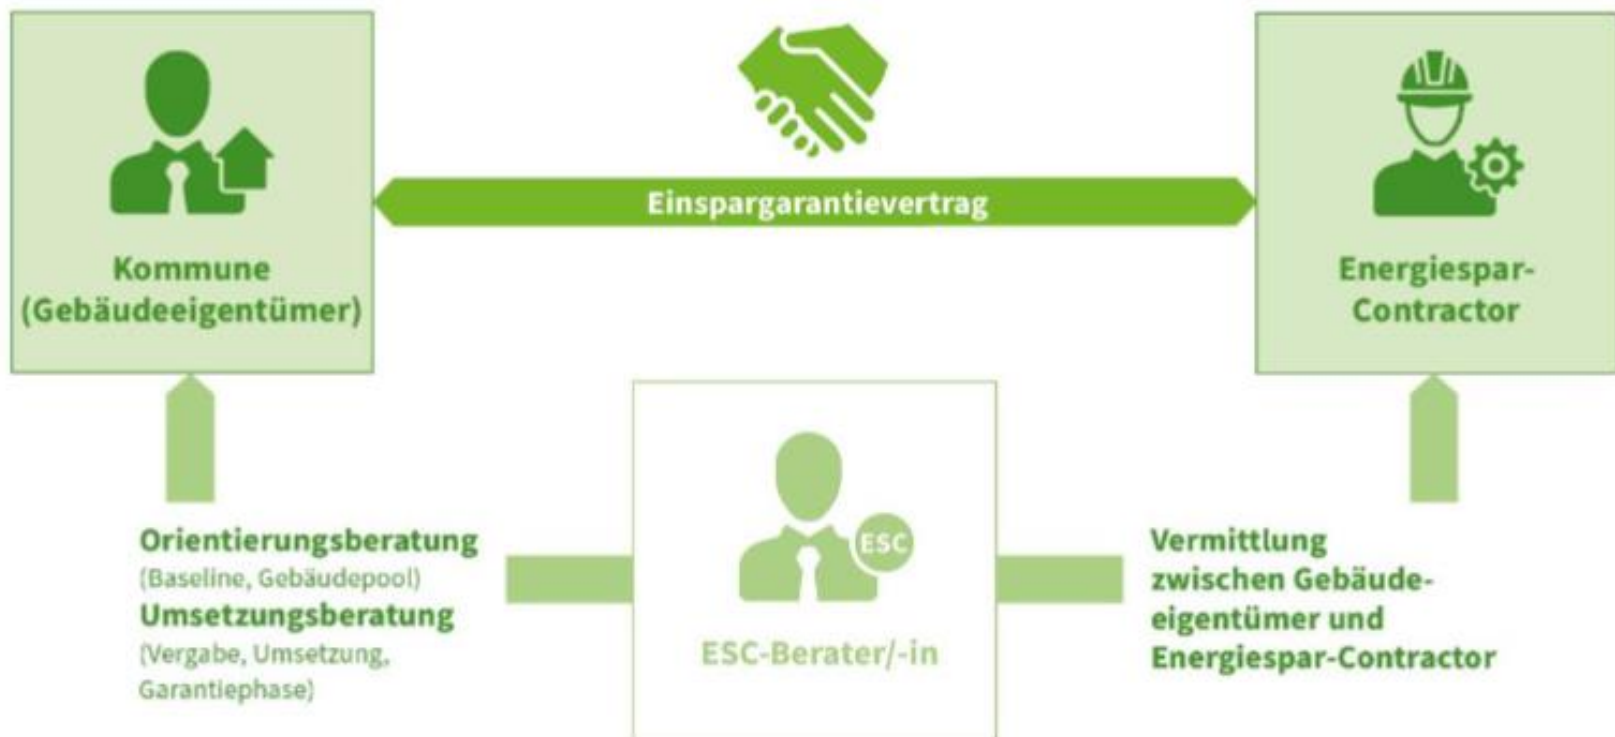 Einspargarantievertrag
Kommune
(Gebäudeeigentümer)
Energiespar-
Contractor
Orientierungsberatung
(Baseline, Gebäudepool)
Umsetzungsberatung
(Vergabe, Umsetzung,
Garantiephase)
ESC
ESC-Berater/-in
Vermittlung
zwischen Gebäude-
eigentümer und
Energiespar-Contractor